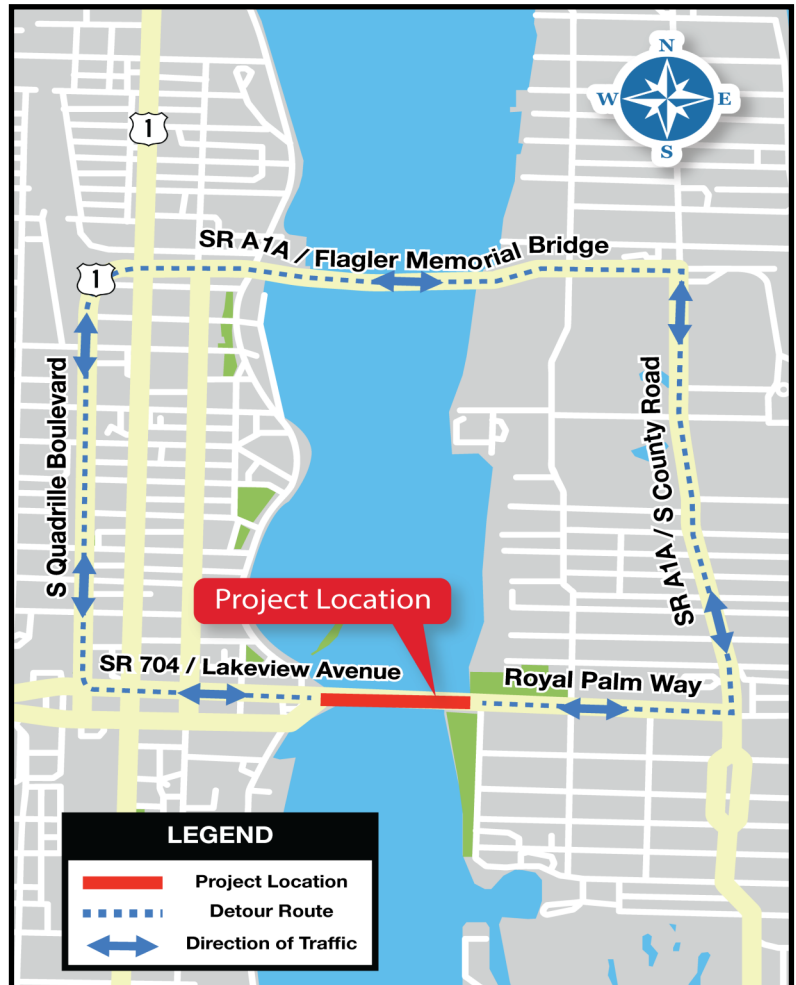 N
W E
S
1
SR A1A / Flagler Memorial Bridge
1
S Quadrille Boulevard
SR A1A / S County Road
Project Location
SR 704 / Lakeview Avenue
Royal Palm Way
LEGEND
Project Location
Detour Route
Direction of Traffic